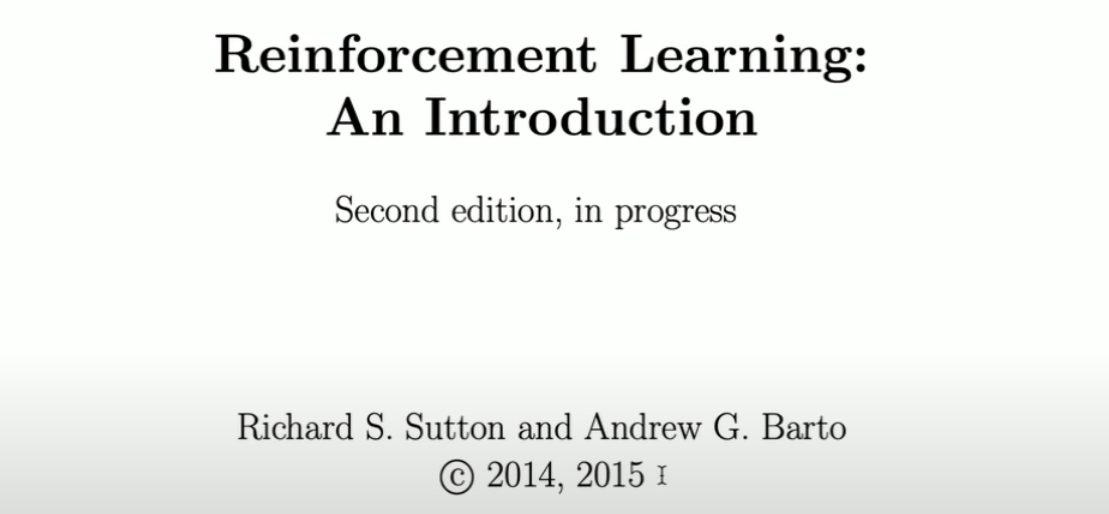 Reinforcement Learning:
An Introduction
Second edition, in progress
Richard S. Sutton and Andrew G. Barto
© 2014, 2015